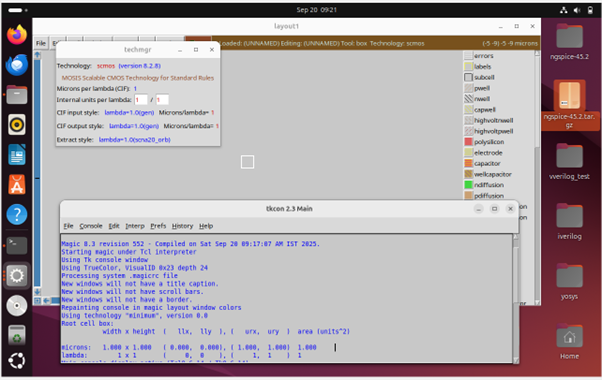 Sep 20 09:21
layout1
File
Loaded: (UNNAMED) Editing: (UNNAMED) Tool: box Technology: scmos
(-5 -9) -5 -9 microns
techmgr
Technology: scmos (version 8.2.8)
MOSIS Scalable CMOS Technology for Standard Rules
Microns per lambda (CIF): 1
Internal units per lambda: 1 / 1
CIF input style: lambda=1.0(gen) Microns/lambda= 1
CIF output style: lambda=1.0(gen) Microns/lambda= 1
Extract style: lambda=1.0(scna20_orb)
errors
labels
subcell
pwell
nwell
capwell
highvoltnwell
highvoltpwell
polysilicon
electrode
capacitor
wellcapacitor
ndiffusion
pdiffusion
ngspice-45.2
ngspice-45.2.tar.
gz
vverilog_test
iverilog
yosys
Home
tkcon 2.3 Main
File Console Edit Interp Prefs History Help
Magic 8.3 revision 552 - Compiled on Sat Sep 20 09:17:07 AM IST 2025.
Starting magic under Tcl interpreter
Using Tk console window
Using TrueColor, VisualID 0x23 depth 24
Processing system .magicrc file
New windows will not have a title caption.
New windows will not have scroll bars.
New windows will not have a border.
Repainting console in magic layout window colors
Using technology "minimum", version 0.0
Root cell box:
width x height ( llx, lly ), ( urx, ury ) area (units^2)
microns: 1.000 x 1.000 ( 0.000, 0.000), ( 1.000, 1.000) 1.000
lambda: 1 x 1 ( 0, 0 ), ( 1, 1 ) 1